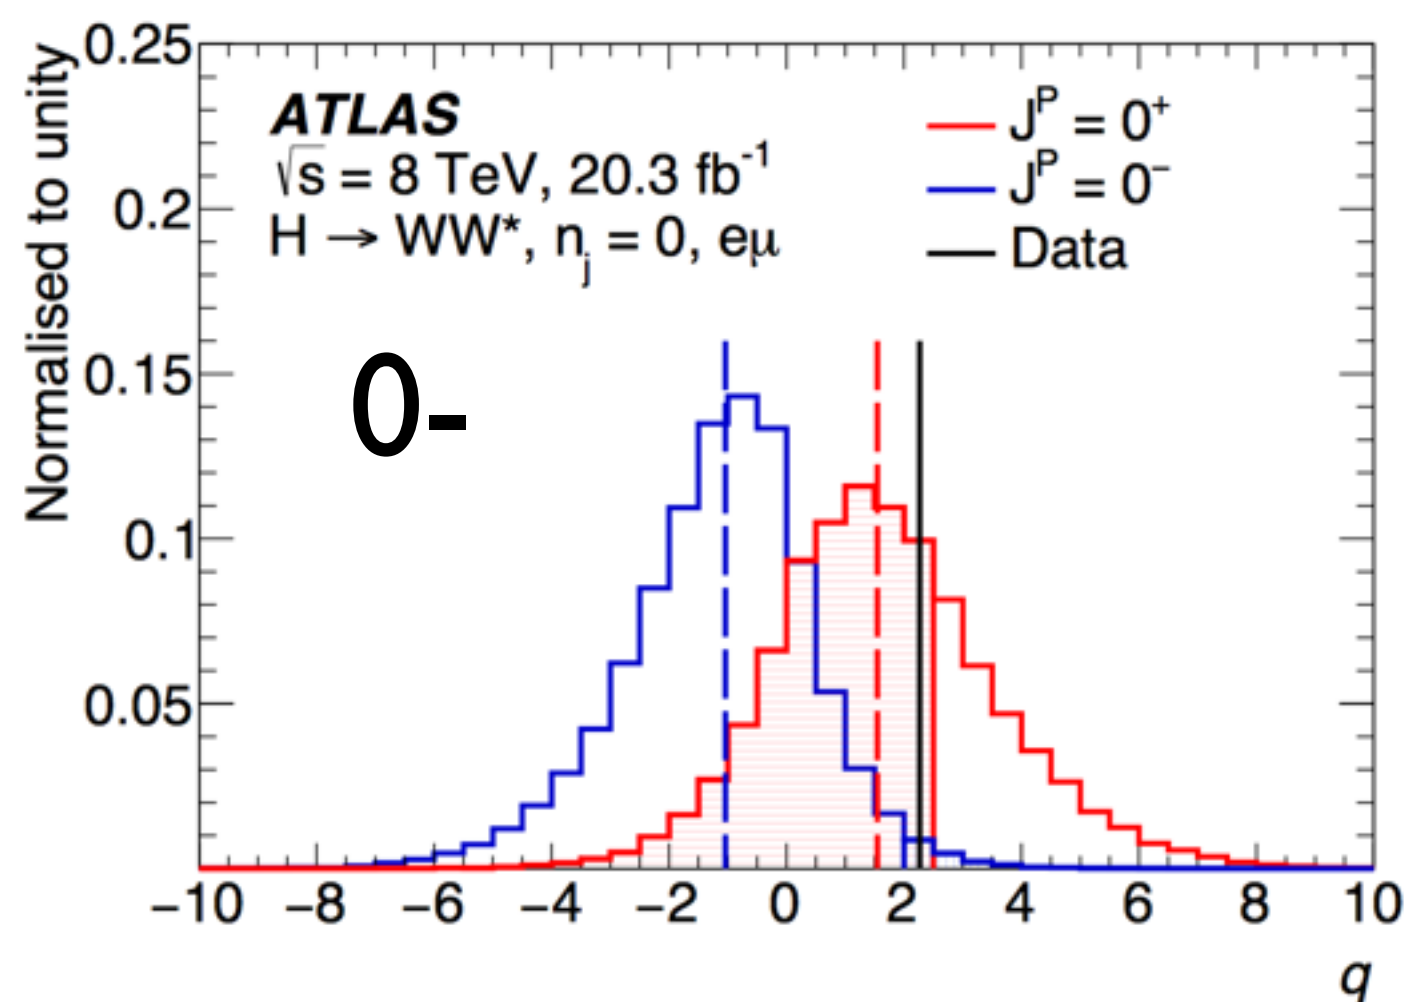 Normalised to unity
0.25
0.2
0.15
0.1
0.05
ATLAS
√s = 8 TeV, 20.3 fb⁻¹
H → WW*, nⱼ = 0, eμ
Jᴾ = 0⁺
Jᴾ = 0⁻
Data
0-
−10 −8 −6 −4 −2 0 2 4 6 8 10
q